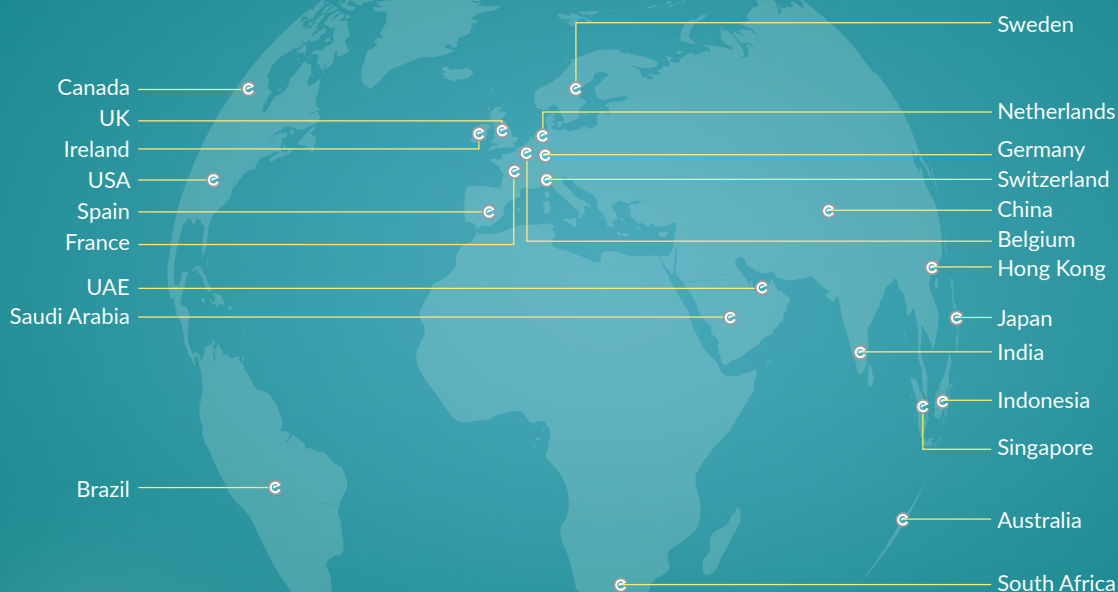 Canada
UK
Ireland
USA
Spain
France
UAE
Saudi Arabia
Brazil
Sweden
Netherlands
Germany
Switzerland
China
Belgium
Hong Kong
Japan
India
Indonesia
Singapore
Australia
South Africa